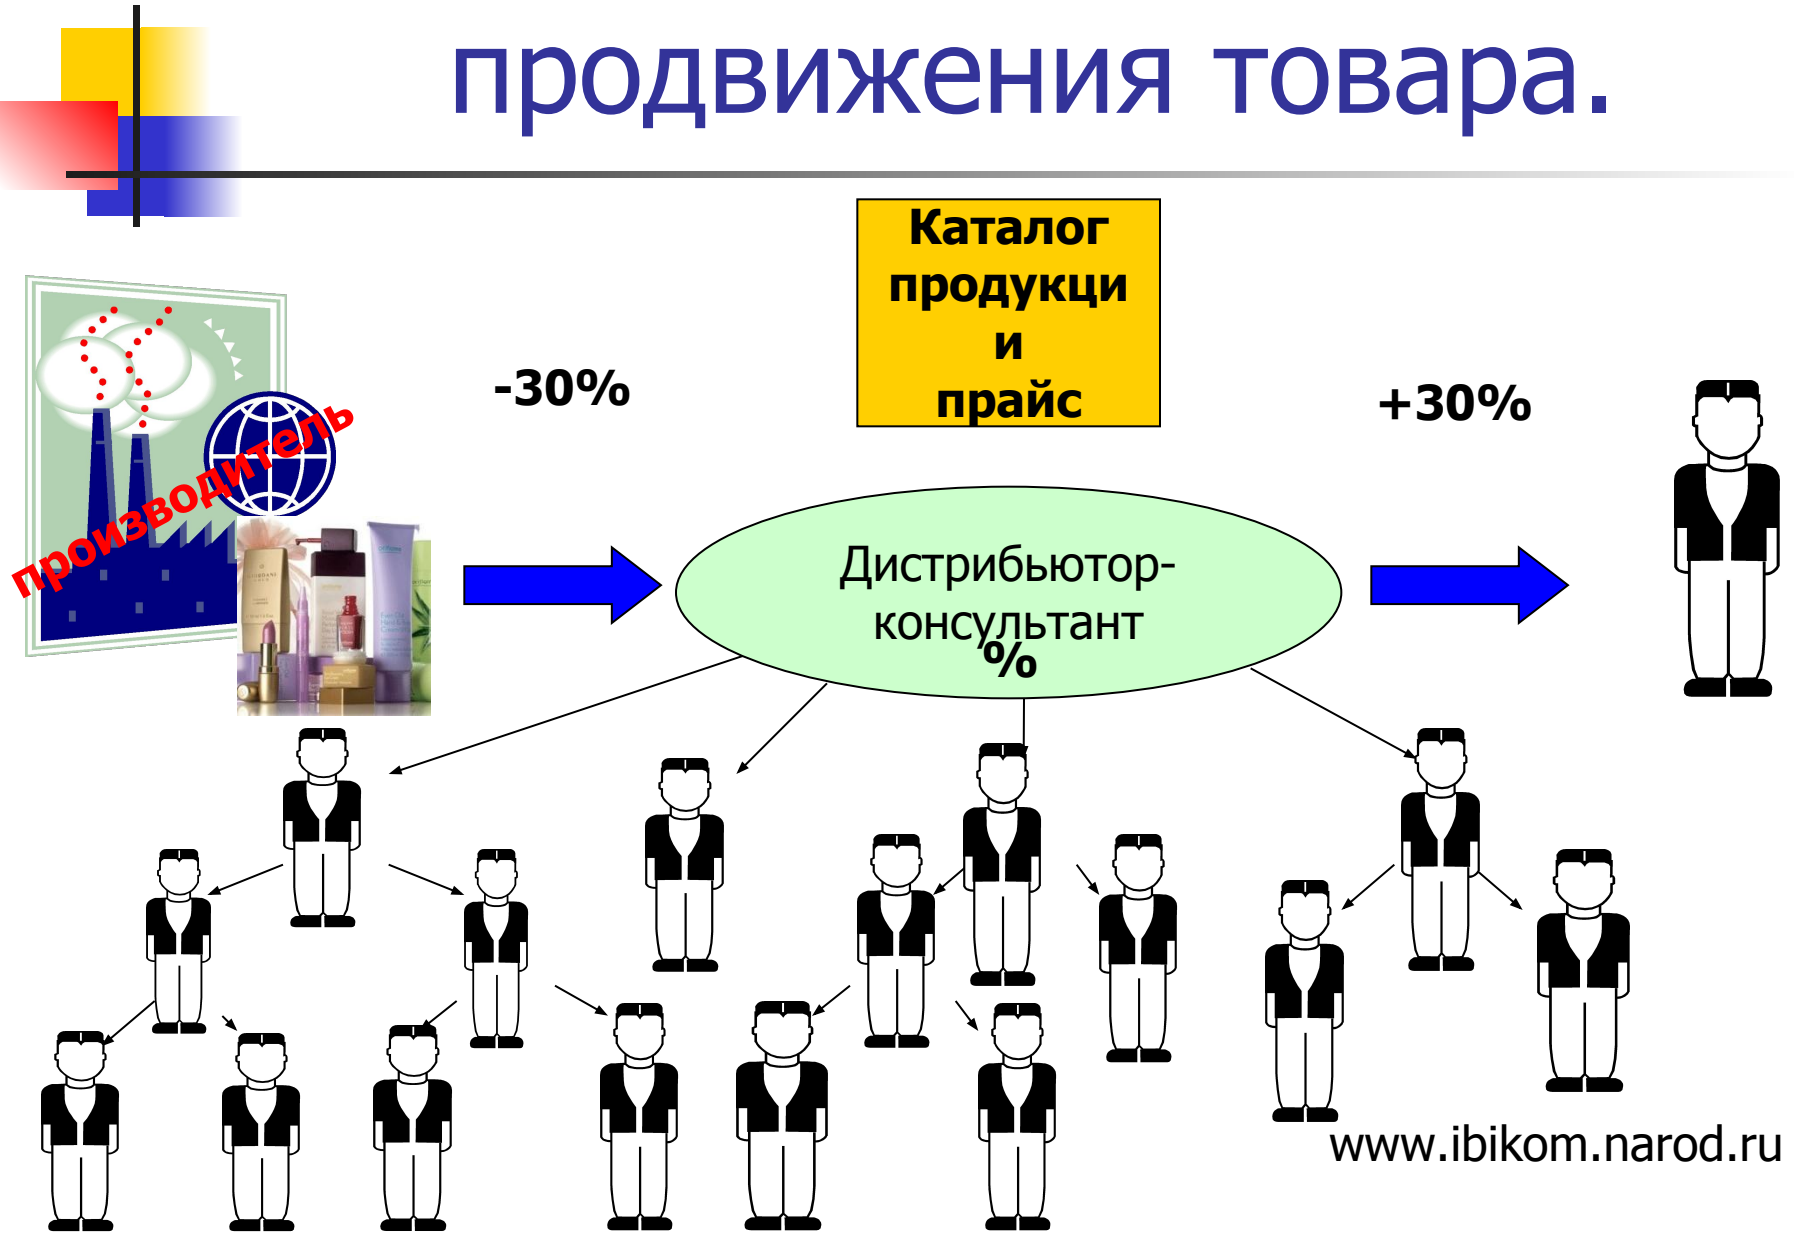 продвижения товара.
Каталог
продукци
и
прайс
-30%
+30%
производитель
Дистрибьютор-
консультант
%
www.ibikom.narod.ru